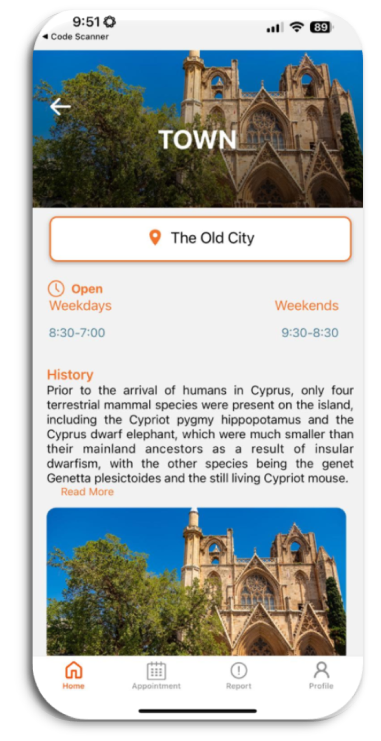 9:51
89
Code Scanner
TOWN
The Old City
Open
Weekdays
Weekends
8:30-7:00
9:30-8:30
History
Prior to the arrival of humans in Cyprus, only four
terrestrial mammal species were present on the island,
including the Cypriot pygmy hippopotamus and the
Cyprus dwarf elephant, which were much smaller than
their mainland ancestors as a result of insular
dwarfism, with the other species being the genet
Genetta plesictoides and the still living Cypriot mouse.
Read More
Home
Appointment
Report
Profile